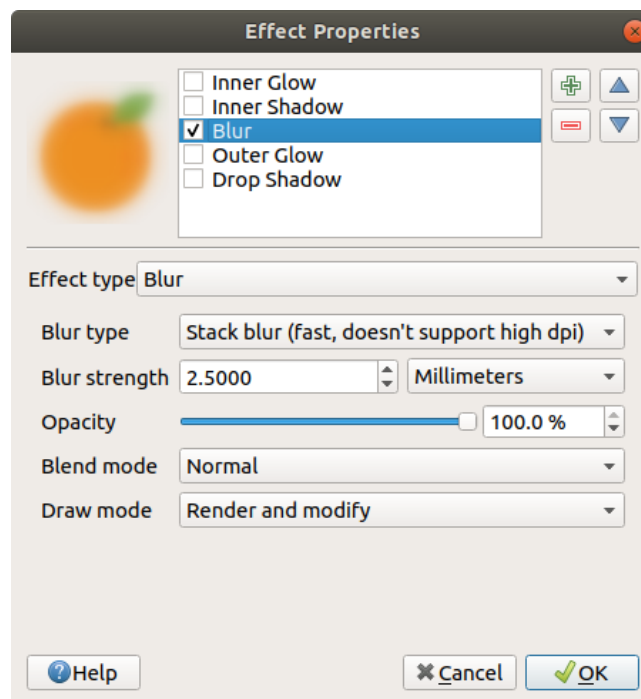 Effect Properties
Inner Glow
Inner Shadow
Blur
Outer Glow
Drop Shadow
Effect type Blur
Blur type Stack blur (fast, doesn't support high dpi)
Blur strength 2.5000 Millimeters
Opacity 100.0 %
Blend mode Normal
Draw mode Render and modify
Help Cancel OK